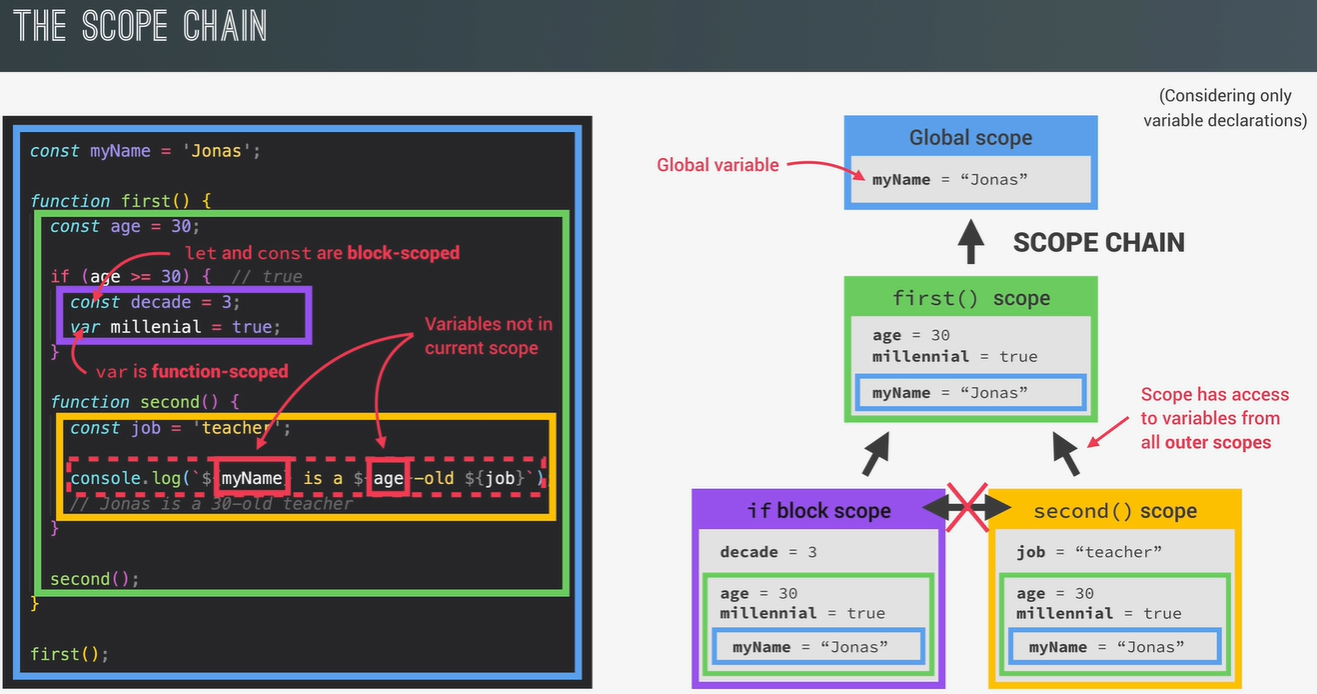 THE SCOPE CHAIN
const myName = 'Jonas';
function first() {
const age = 30;
let and const are block-scoped
if (age >= 30) { // true
const decade = 3;
var millenial = true;
}
var is function-scoped
Variables not in
current scope
function second() {
const job = 'teacher';
console.log(`${myName} is a ${age}-old ${job}`)
// Jonas is a 30-old teacher
}
second();
}
first();
(Considering only
variable declarations)
Global scope
Global variable
myName = “Jonas”
SCOPE CHAIN
first() scope
age = 30
millennial = true
myName = “Jonas”
Scope has access
to variables from
all outer scopes
if block scope
decade = 3
age = 30
millennial = true
myName = “Jonas”
second() scope
job = “teacher”
age = 30
millennial = true
myName = “Jonas”